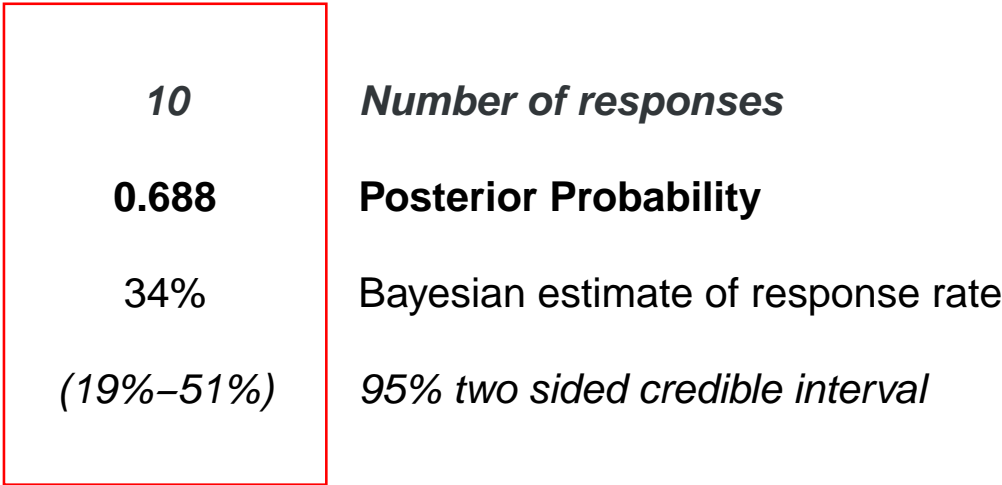 10 Number of responses
0.688 Posterior Probability
34% Bayesian estimate of response rate
(19%–51%) 95% two sided credible interval